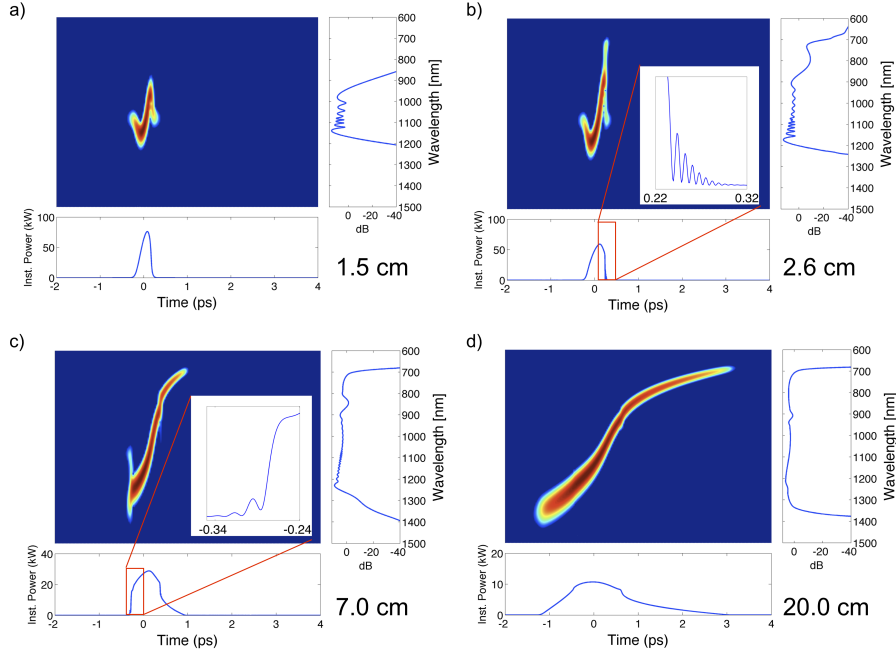 a)
600
700
800
900
1000
1100
1200
1300
1400
1500
Wavelength [nm]
0 -20 -40
dB
100
50
0
Inst. Power (kW)
-2 -1 0 1 2 3 4
Time (ps)
1.5 cm
b)
0.22 0.32
600
700
800
900
1000
1100
1200
1300
1400
1500
Wavelength [nm]
0 -20 -40
dB
100
50
0
Inst. Power (kW)
-2 -1 0 1 2 3 4
Time (ps)
2.6 cm
c)
-0.34 -0.24
600
700
800
900
1000
1100
1200
1300
1400
1500
Wavelength [nm]
0 -20 -40
dB
40
20
0
Inst. Power (kW)
-2 -1 0 1 2 3 4
Time (ps)
7.0 cm
d)
600
700
800
900
1000
1100
1200
1300
1400
1500
Wavelength [nm]
0 -20 -40
dB
20
10
0
Inst. Power (kW)
-2 -1 0 1 2 3 4
Time (ps)
20.0 cm